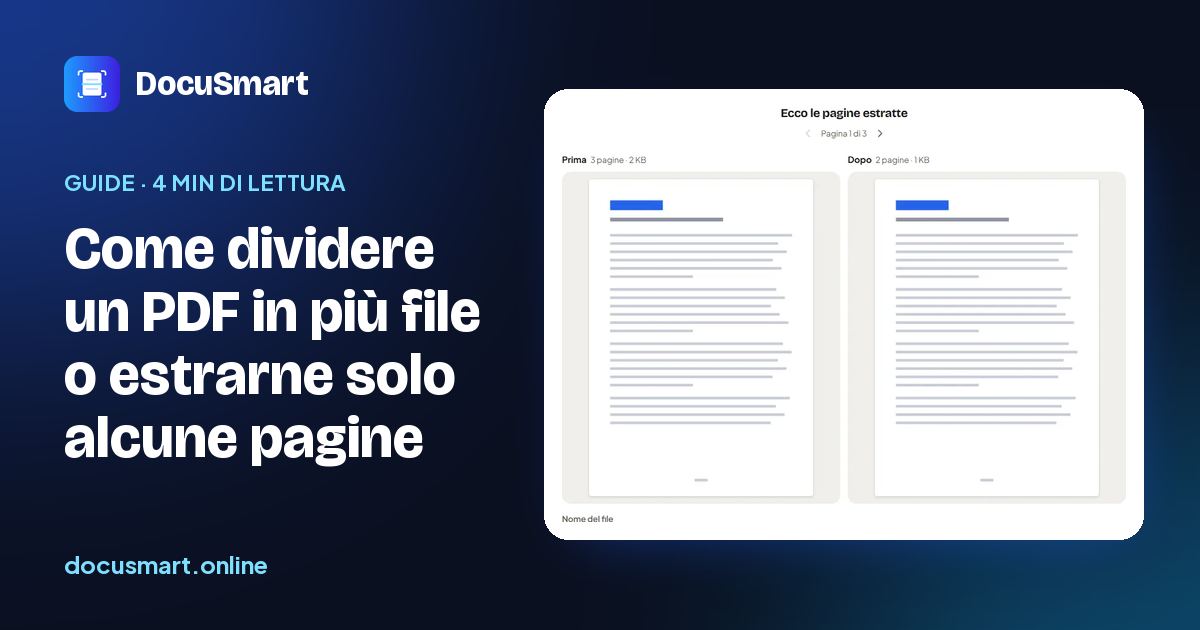 DocuSmart
GUIDE · 4 MIN DI LETTURA
Come dividere
un PDF in più file
o estrarne solo
alcune pagine
docusmart.online
Ecco le pagine estratte
Pagina 1 di 3
Prima 3 pagine · 2 KB
Dopo 2 pagine · 1 KB
Nome del file